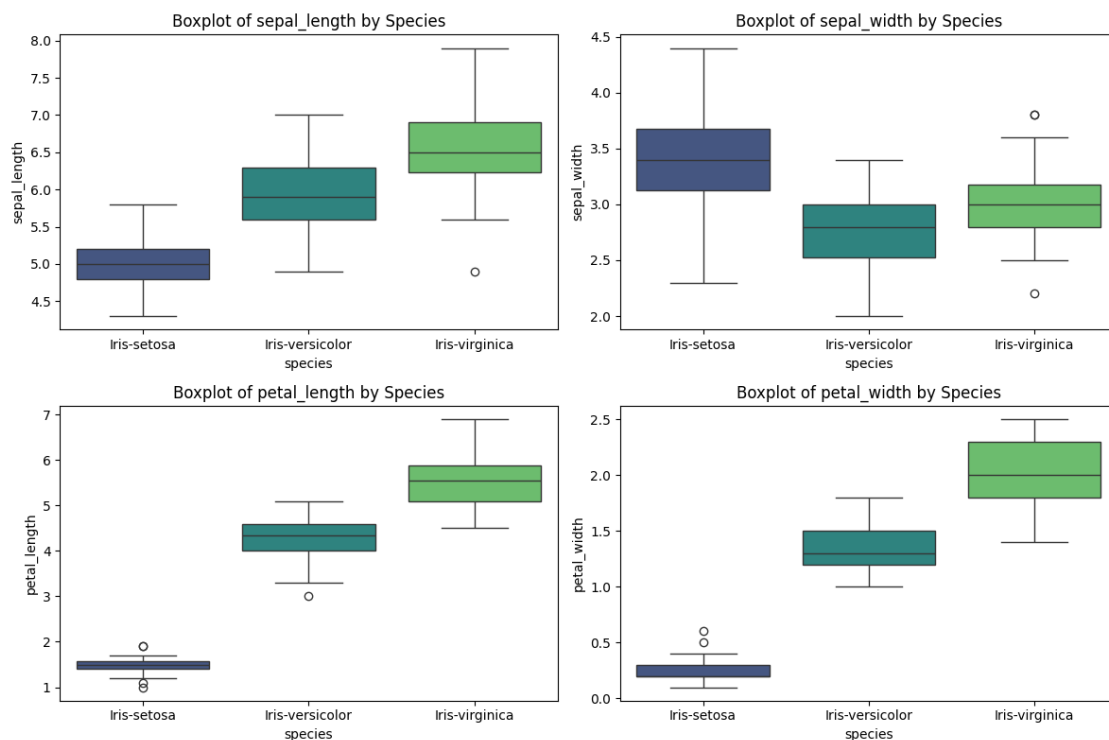 Boxplot of sepal_length by Species
8.0
7.5
7.0
6.5
6.0
5.5
5.0
4.5
sepal_length
Iris-setosa Iris-versicolor Iris-virginica
species
Boxplot of sepal_width by Species
4.5
4.0
3.5
3.0
2.5
2.0
sepal_width
Iris-setosa Iris-versicolor Iris-virginica
species
Boxplot of petal_length by Species
7
6
5
4
3
2
1
petal_length
Iris-setosa Iris-versicolor Iris-virginica
species
Boxplot of petal_width by Species
2.5
2.0
1.5
1.0
0.5
0.0
petal_width
Iris-setosa Iris-versicolor Iris-virginica
species